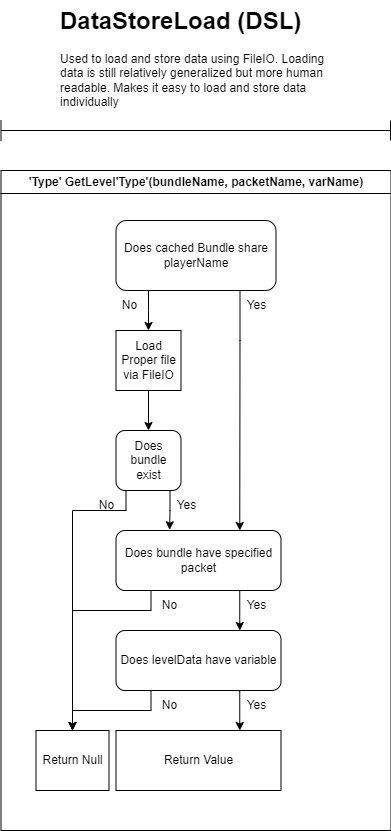 DataStoreLoad (DSL)
Used to load and store data using FileIO. Loading
data is still relatively generalized but more human
readable. Makes it easy to load and store data
individually
'Type' GetLevel'Type'(bundleName, packetName, varName)
Does cached Bundle share
playerName
No
Yes
Load
Proper file
via FileIO
Does
bundle
exist
No
Yes
Does bundle have specified
packet
No
Yes
Does levelData have variable
No
Yes
Return Null
Return Value